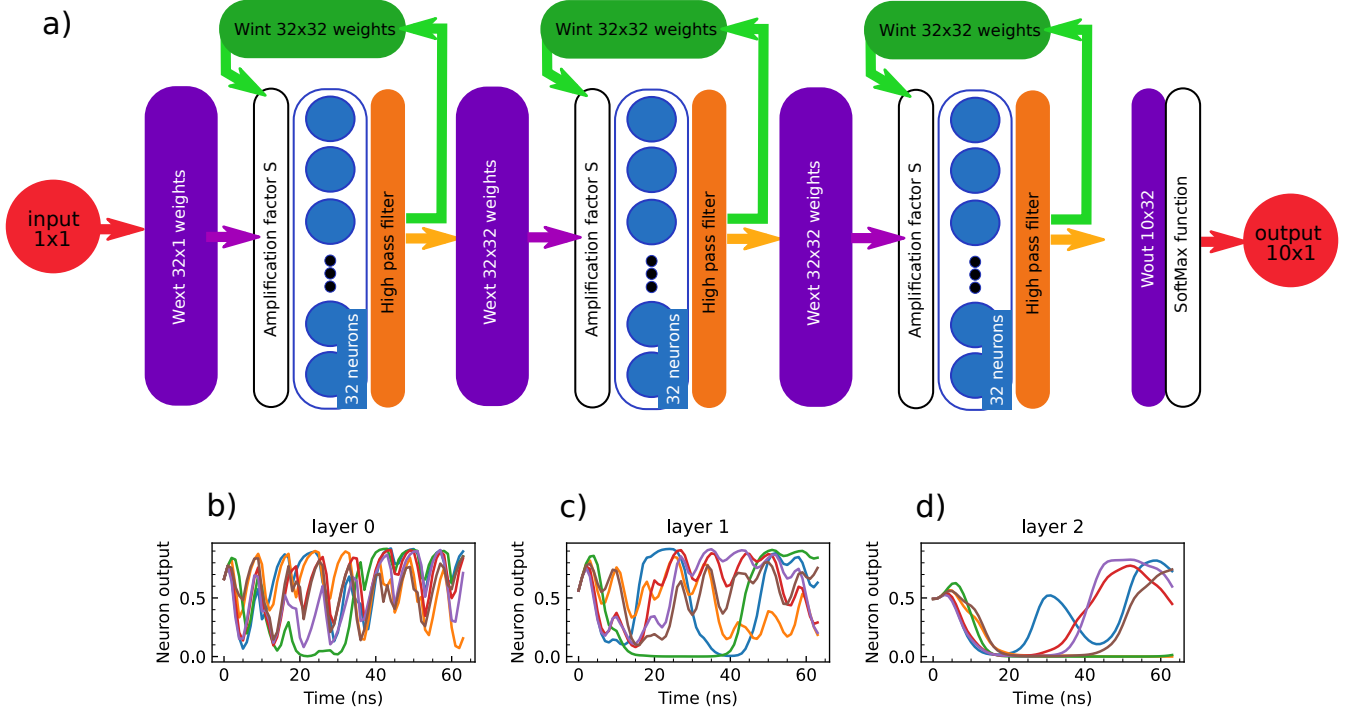 a)
Wint 32x32 weights
Wint 32x32 weights
Wint 32x32 weights
input
1x1
Wext 32x1 weights
Amplification factor S
32 neurons
High pass filter
Wext 32x32 weights
Amplification factor S
32 neurons
High pass filter
Wext 32x32 weights
Amplification factor S
32 neurons
High pass filter
Wout 10x32
SoftMax function
output
10x1
b)
layer 0
Neuron output
0.5
0.0
0 20 40 60
Time (ns)
c)
layer 1
Neuron output
0.5
0.0
0 20 40 60
Time (ns)
d)
layer 2
Neuron output
0.5
0.0
0 20 40 60
Time (ns)